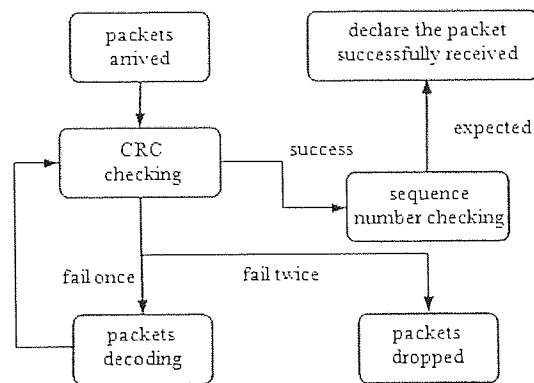 packets
arrived
declare the packet
successfully received
CRC
checking
success
expected
sequence
number checking
fail once
fail twice
packets
decoding
packets
dropped